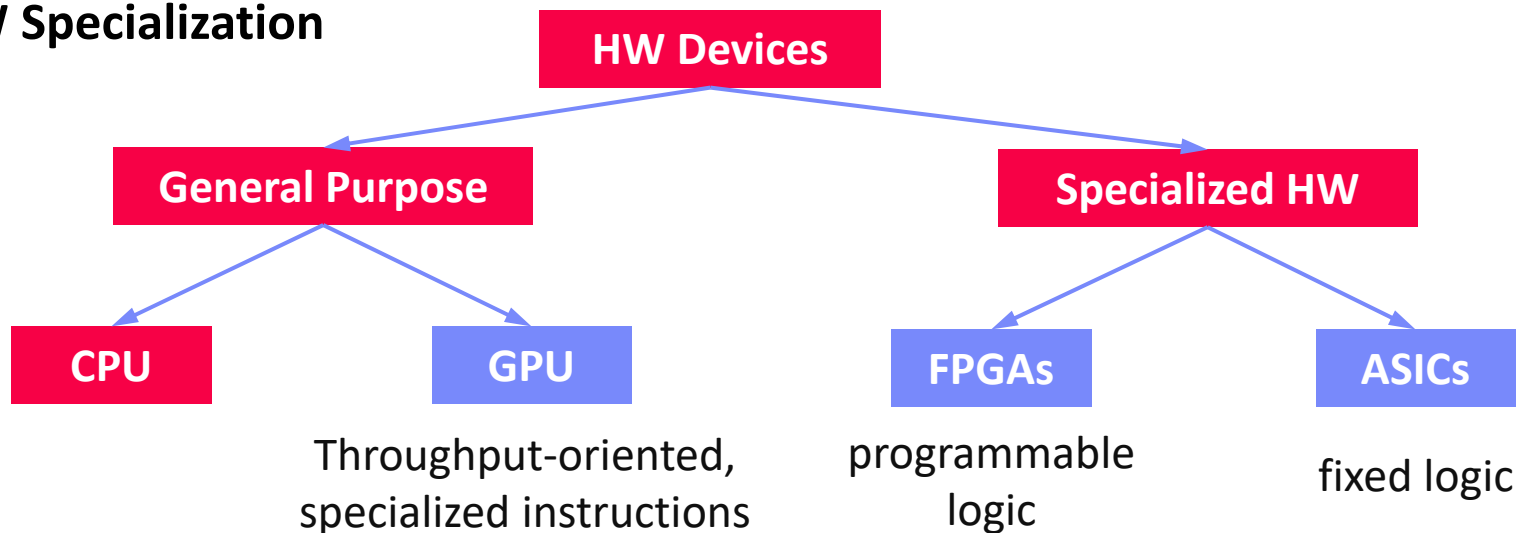 Specialization
HW Devices
General Purpose
Specialized HW
CPU
GPU
FPGAs
ASICs
Throughput-oriented,
specialized instructions
programmable
logic
fixed logic